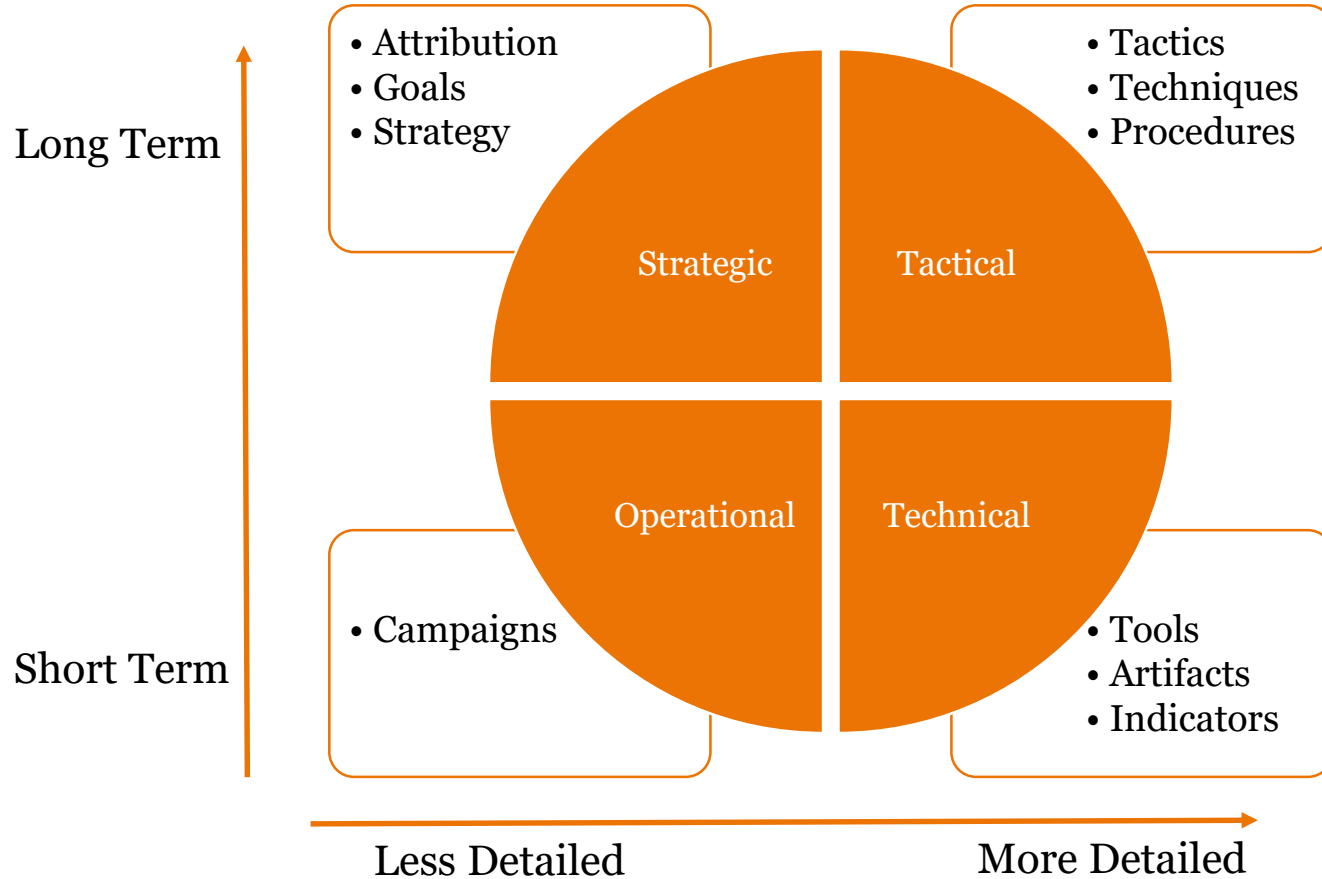 • Attribution
• Goals
• Strategy
• Tactics
• Techniques
• Procedures
Long Term
Strategic
Tactical
Operational
Technical
• Campaigns
• Tools
• Artifacts
• Indicators
Short Term
Less Detailed
More Detailed